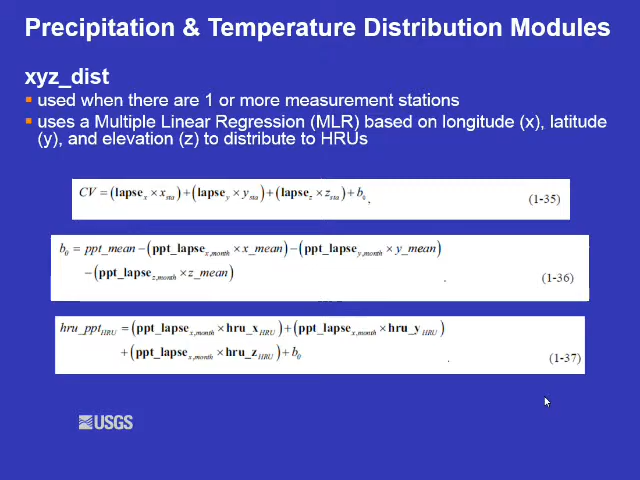 Precipitation & Temperature Distribution Modules
xyz_dist
used when there are 1 or more measurement stations
uses a Multiple Linear Regression (MLR) based on longitude (x), latitude
(y), and elevation (z) to distribute to HRUs
CV = (lapse_x × x_sta) + (lapse_y × y_sta) + (lapse_z × z_sta) + b_0 , (1-35)
b_0 = ppt_mean − (ppt_lapse_x,month × x_mean) − (ppt_lapse_y,month × y_mean)
− (ppt_lapse_z,month × z_mean) . (1-36)
hru_ppt_HRU = (ppt_lapse_x,month × hru_x_HRU) + (ppt_lapse_x,month × hru_y_HRU)
+ (ppt_lapse_x,month × hru_z_HRU) + b_0 . (1-37)
USGS